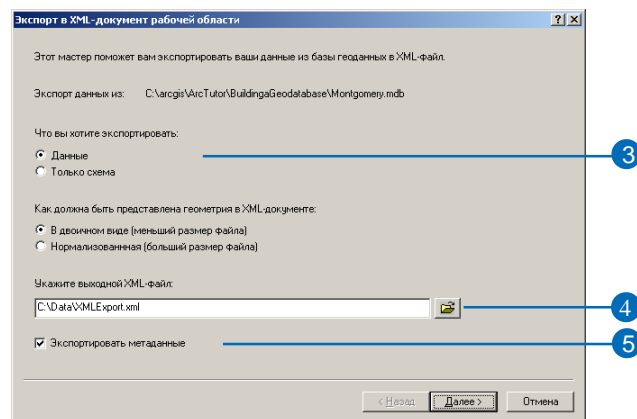 Экспорт в XML-документ рабочей области
Этот мастер поможет вам экспортировать ваши данные из базы геоданных в XML-файл.
Экспорт данных из: C:\arcgis\ArcTutor\BuildingaGeodatabase\Montgomery.mdb
Что вы хотите экспортировать:
Данные
3
Только схема
Как должна быть представлена геометрия в XML-документе:
В двоичном виде (меньший размер файла)
Нормализованнная (больший размер файла)
Укажите выходной XML-файл:
C:\Data\XMLExport.xml
4
Экспортировать метаданные
5
< Назад
Далее >
Отмена